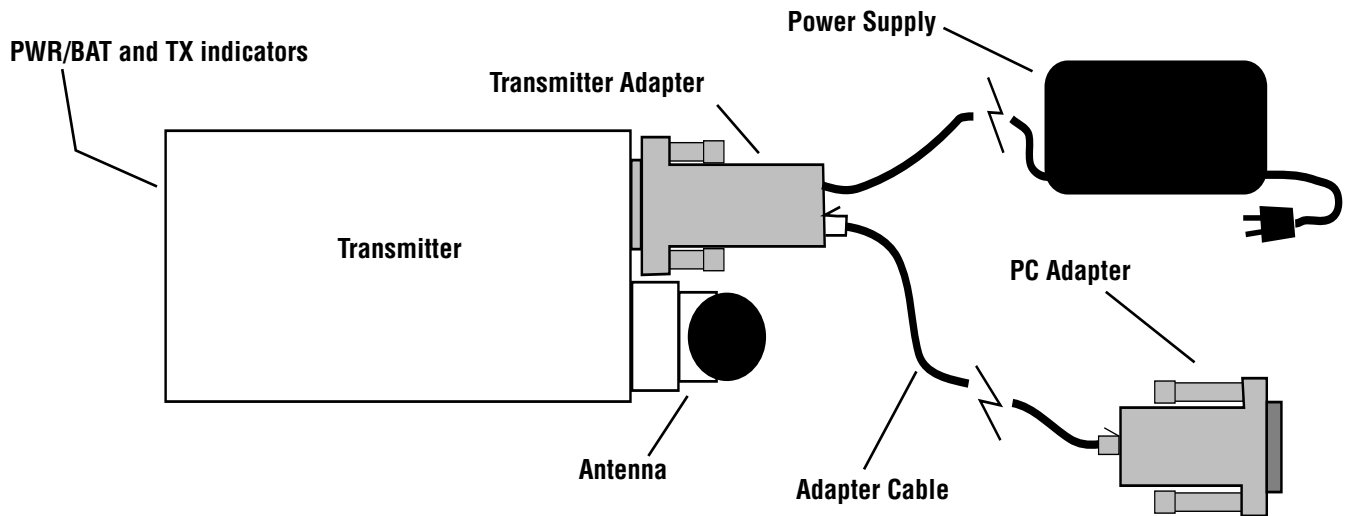 Power Supply
PWR/BAT and TX indicators
Transmitter Adapter
Transmitter
PC Adapter
Antenna
Adapter Cable